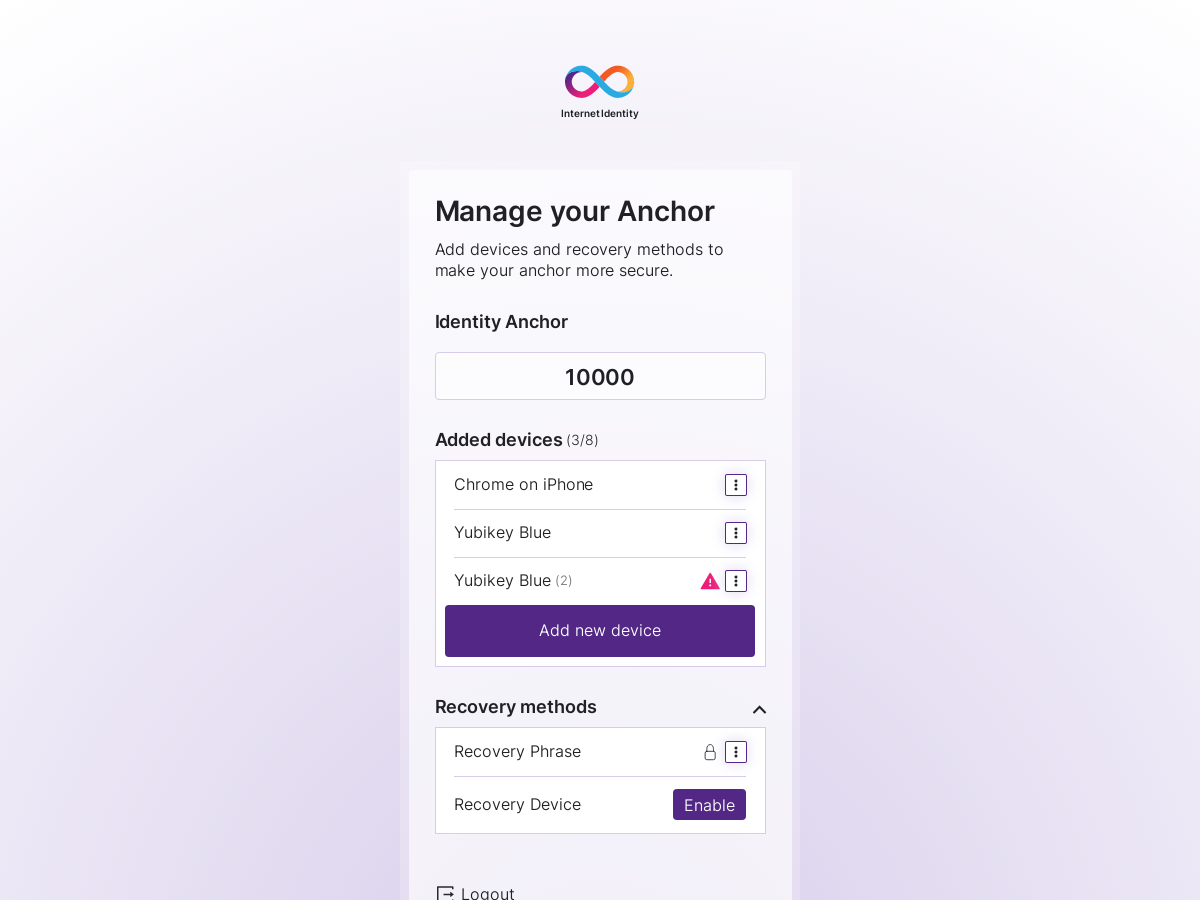 Internet Identity
Manage your Anchor
Add devices and recovery methods to
make your anchor more secure.
Identity Anchor
10000
Added devices (3/8)
Chrome on iPhone
Yubikey Blue
Yubikey Blue (2)
Add new device
Recovery methods
Recovery Phrase
Recovery Device
Enable
Logout